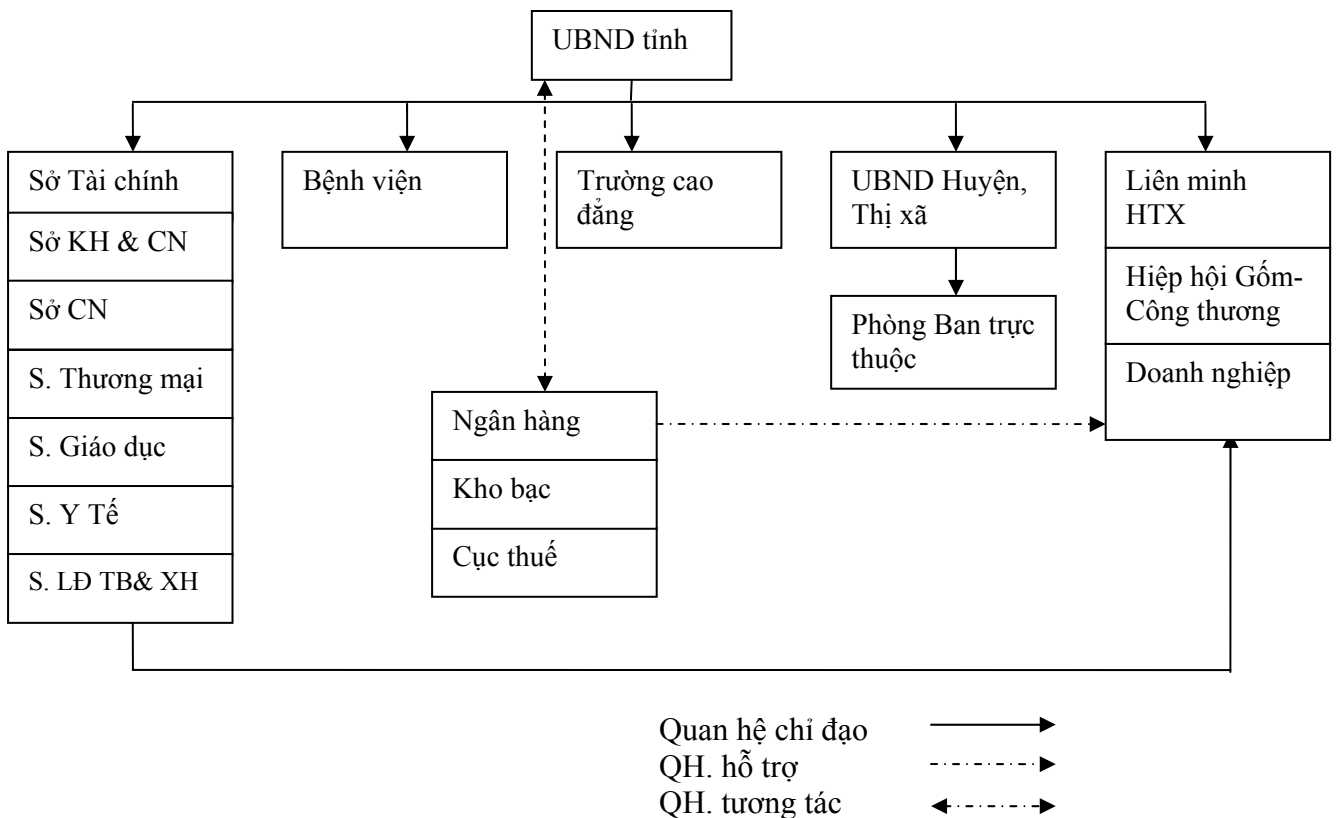 UBND tỉnh
Sở Tài chính
Sở KH & CN
Sở CN
S. Thương mại
S. Giáo dục
S. Y Tế
S. LĐ TB& XH
Bệnh viện
Trường cao
đẳng
UBND Huyện,
Thị xã
Phòng Ban trực
thuộc
Liên minh
HTX
Hiệp hội Gốm-
Công thương
Doanh nghiệp
Ngân hàng
Kho bạc
Cục thuế
Quan hệ chỉ đạo
QH. hỗ trợ
QH. tương tác